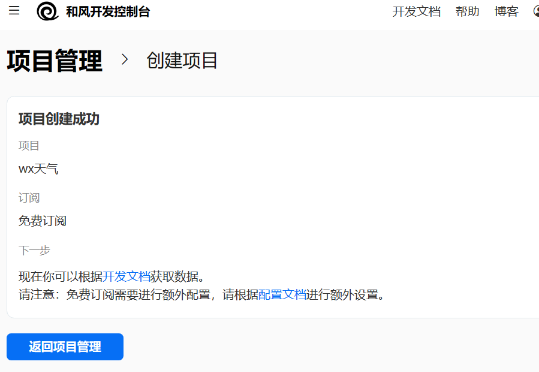 和风开发控制台 开发文档 帮助 博客
项目管理 > 创建项目
项目创建成功
项目
wx天气
订阅
免费订阅
下一步
现在你可以根据开发文档获取数据。
请注意：免费订阅需要进行额外配置，请根据配置文档进行额外设置。
返回项目管理